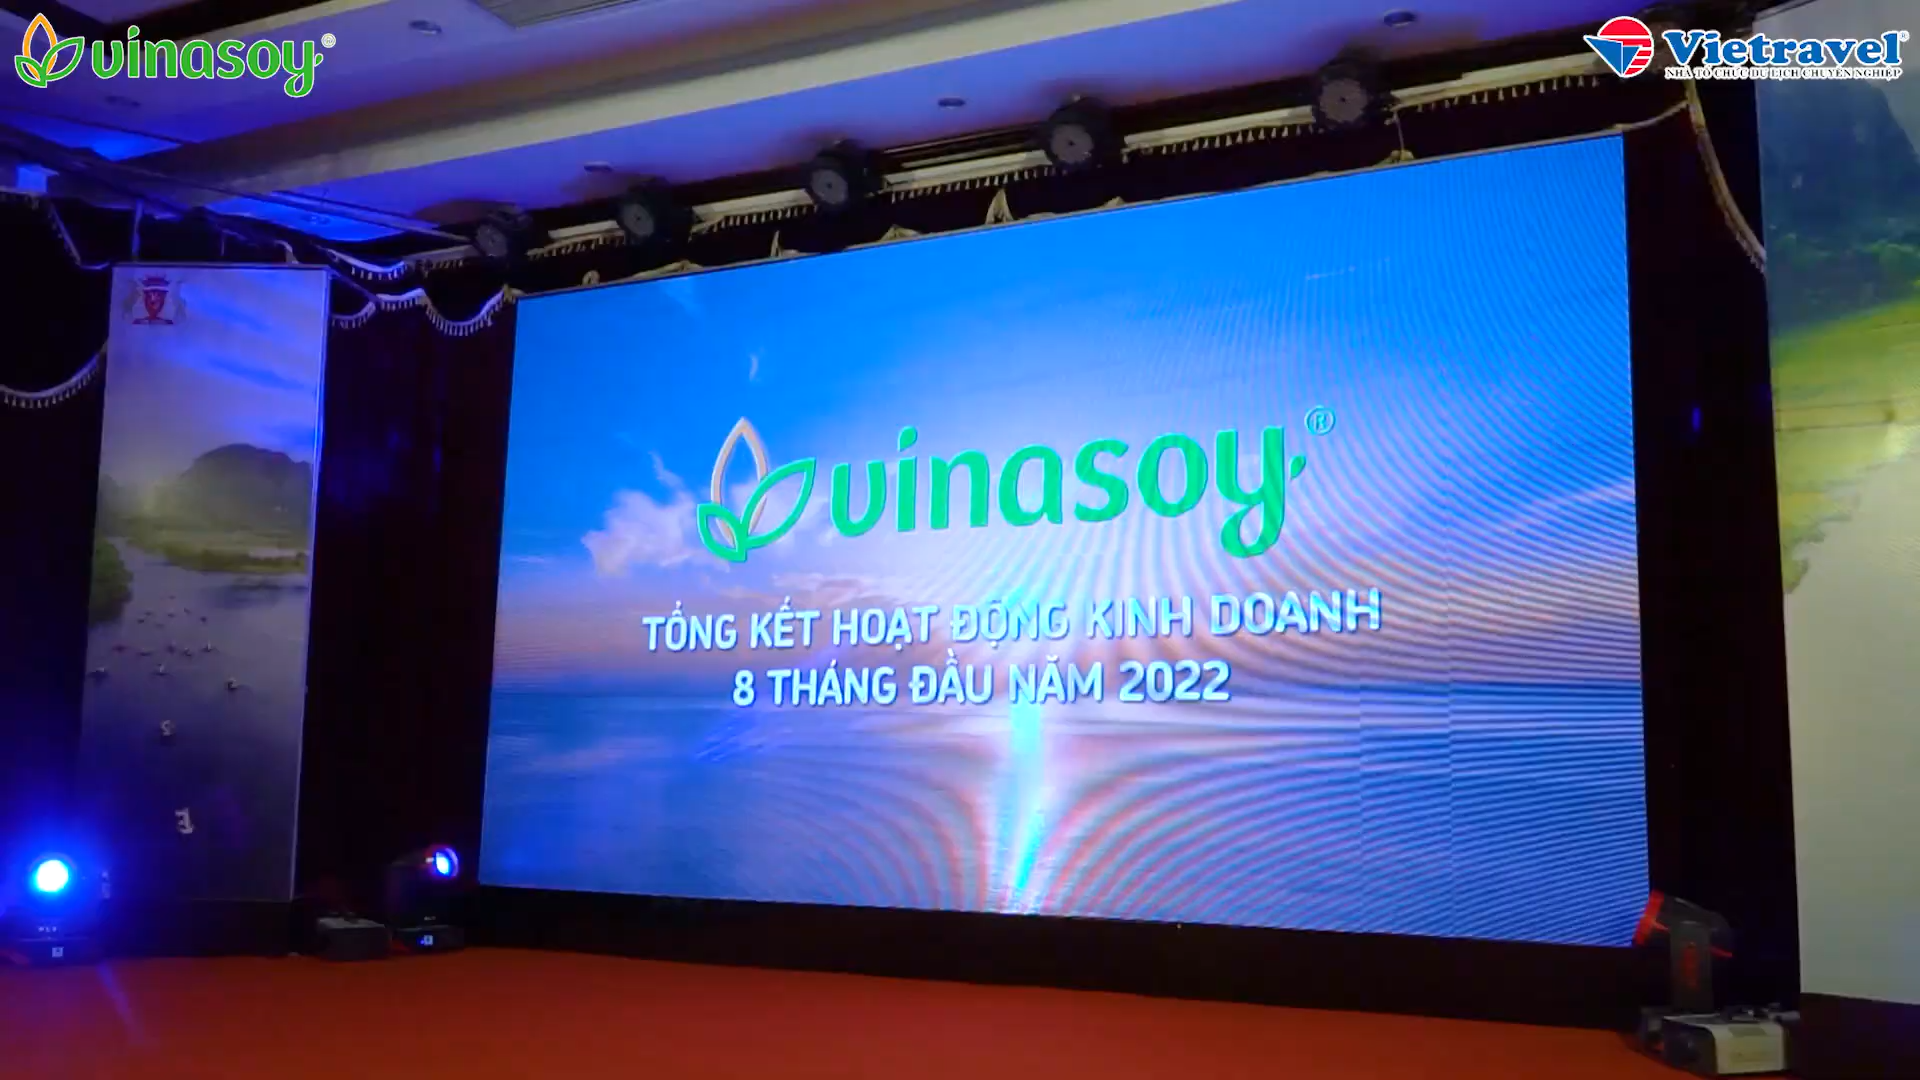 vinasoy®
Vietravel®
NHÀ TỔ CHỨC DU LỊCH CHUYÊN NGHIỆP
vinasoy®
TỔNG KẾT HOẠT ĐỘNG KINH DOANH
8 THÁNG ĐẦU NĂM 2022